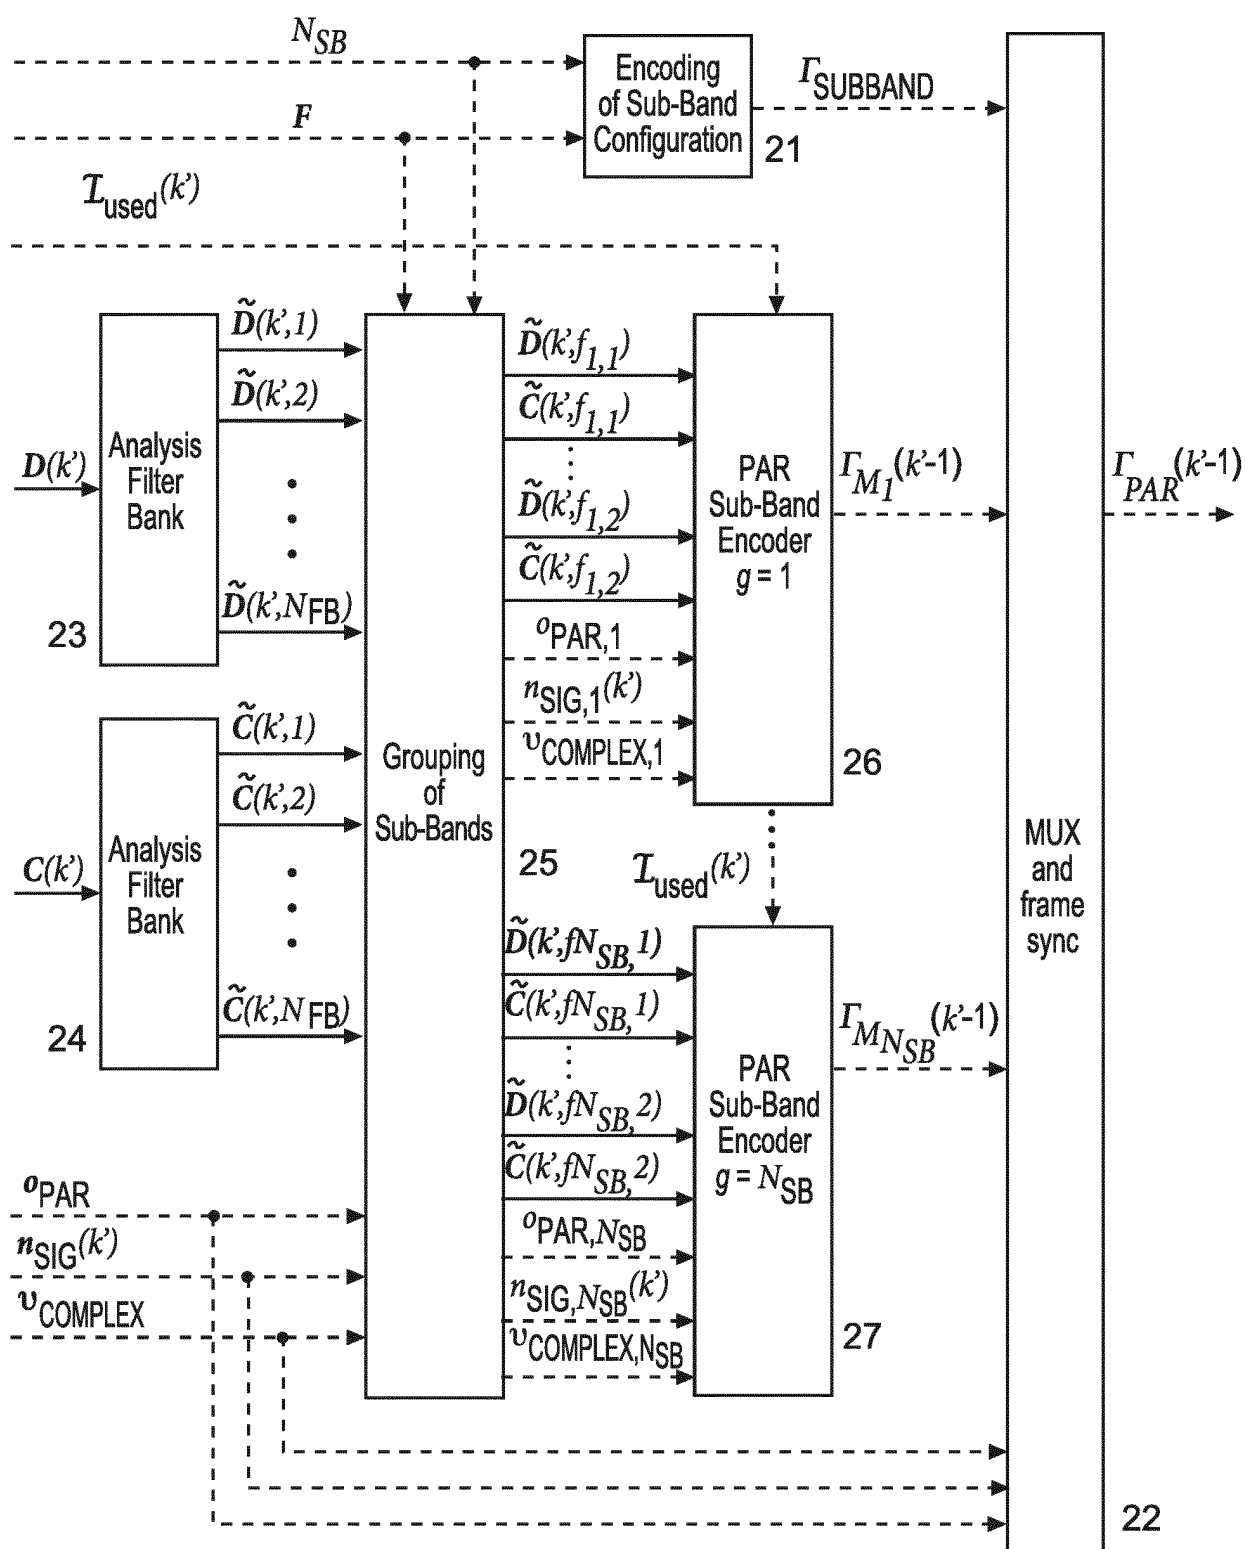 N_SB
F
Encoding
of Sub-Band
Configuration
21
Γ_SUBBAND
𝓘_used(k')
D(k')
Analysis
Filter
Bank
23
D̃(k',1)
D̃(k',2)
D̃(k',N_FB)
C(k')
Analysis
Filter
Bank
24
C̃(k',1)
C̃(k',2)
C̃(k',N_FB)
o_PAR
n_SIG(k')
υ_COMPLEX
Grouping
of
Sub-Bands
25
D̃(k',f_1,1)
C̃(k',f_1,1)
D̃(k',f_1,2)
C̃(k',f_1,2)
o_PAR,1
n_SIG,1(k')
υ_COMPLEX,1
PAR
Sub-Band
Encoder
g = 1
26
Γ_M_1(k'-1)
𝓘_used(k')
D̃(k',fN_SB,1)
C̃(k',fN_SB,1)
D̃(k',fN_SB,2)
C̃(k',fN_SB,2)
o_PAR,N_SB
n_SIG,N_SB(k')
υ_COMPLEX,N_SB
PAR
Sub-Band
Encoder
g = N_SB
27
Γ_M_N_SB(k'-1)
MUX
and
frame
sync
22
Γ_PAR(k'-1)